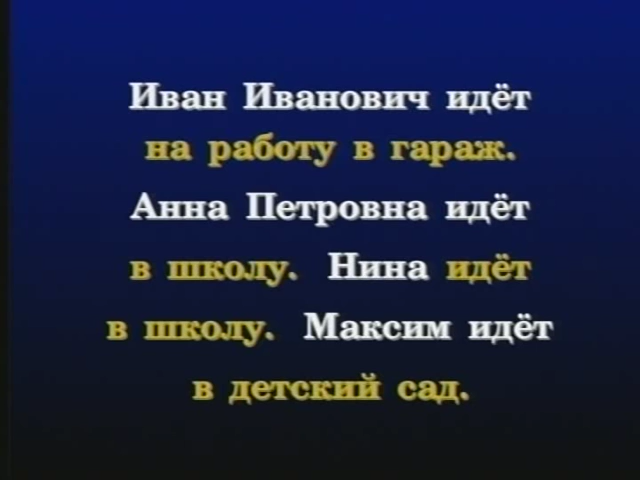 Иван Иванович идёт
на работу в гараж.
Анна Петровна идёт
в школу. Нина идёт
в школу. Максим идёт
в детский сад.